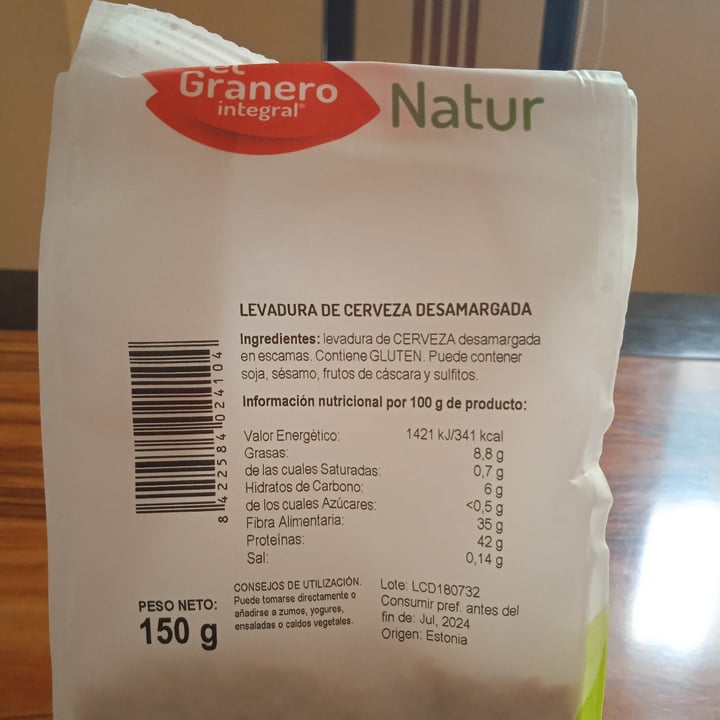 el
Granero
integral®
Natur
LEVADURA DE CERVEZA DESAMARGADA
Ingredientes: levadura de CERVEZA desamargada
en escamas. Contiene GLUTEN. Puede contener
soja, sésamo, frutos de cáscara y sulfitos.
Información nutricional por 100 g de producto:
Valor Energético: 1421 kJ/341 kcal
Grasas: 8,8 g
de las cuales Saturadas: 0,7 g
Hidratos de Carbono: 6 g
de los cuales Azúcares: <0,5 g
Fibra Alimentaria: 35 g
Proteínas: 42 g
Sal: 0,14 g
8 422584 024104
PESO NETO:
150 g
CONSEJOS DE UTILIZACIÓN.
Puede tomarse directamente o
añadirse a zumos, yogures,
ensaladas o caldos vegetales.
Lote: LCD180732
Consumir pref. antes del
fin de: Jul, 2024
Origen: Estonia